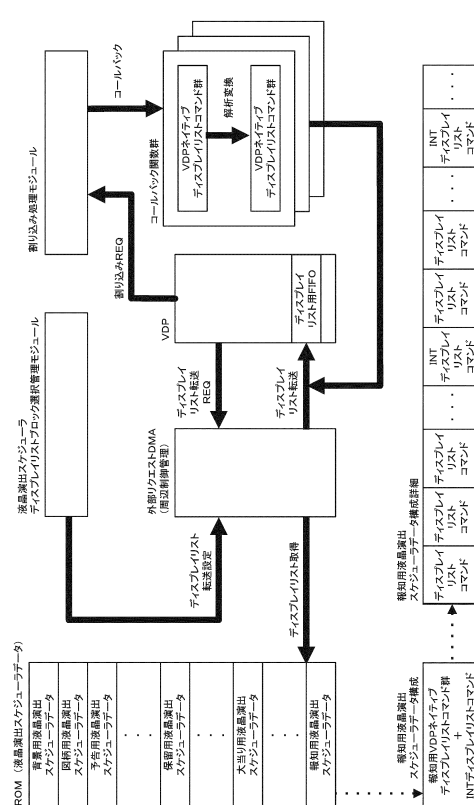 ROM（液晶演出スケジューラデータ）
背景用液晶演出
スケジューラデータ
図柄用液晶演出
スケジューラデータ
予告用液晶演出
スケジューラデータ
・・・
保留用液晶演出
スケジューラデータ
・・・
大当り用液晶演出
スケジューラデータ
・・・
報知用液晶演出
スケジューラデータ
液晶演出スケジューラ
ディスプレイリストブロック選択管理モジュール
割り込み処理モジュール
ディスプレイリスト
転送設定
ディスプレイリスト取得
外部リクエストDMA
（周辺制御管理）
ディスプレイ
リスト転送
REQ
ディスプレイ
リスト転送
VDP
ディスプレイ
リスト用FIFO
割り込みREQ
コールバック
コールバック関数群
VDPネイティブ
ディスプレイリストコマンド群
解析変換
VDPネイティブ
ディスプレイリストコマンド群
報知用液晶演出
スケジューラデータ構成
報知用VDPネイティブ
ディスプレイリストコマンド群
＋
INTディスプレイリストコマンド
報知用液晶演出
スケジューラデータ構成詳細
ディスプレイ
リスト
コマンド
ディスプレイ
リスト
コマンド
ディスプレイ
リスト
コマンド
・・・
INT
ディスプレイ
リスト
コマンド
ディスプレイ
リスト
コマンド
ディスプレイ
リスト
コマンド
・・・
INT
ディスプレイ
リスト
コマンド
・・・